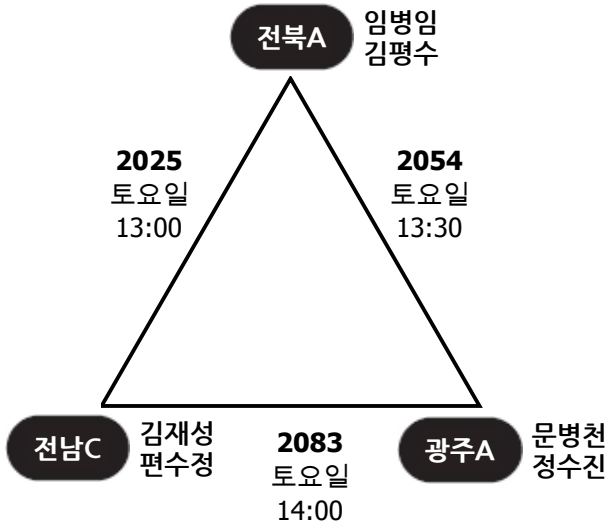 전북A
임병임
김평수
2025
토요일
13:00
2054
토요일
13:30
전남C
김재성
편수정
2083
토요일
14:00
광주A
문병천
정수진